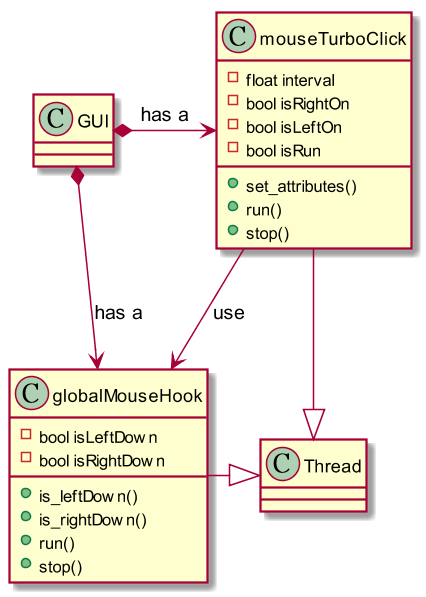 C mouseTurboClick
float interval
bool isRightOn
bool isLeftOn
bool isRun
set_attributes()
run()
stop()
C GUI
has a
has a
use
C globalMouseHook
bool isLeftDown
bool isRightDown
is_leftDown()
is_rightDown()
run()
stop()
C Thread